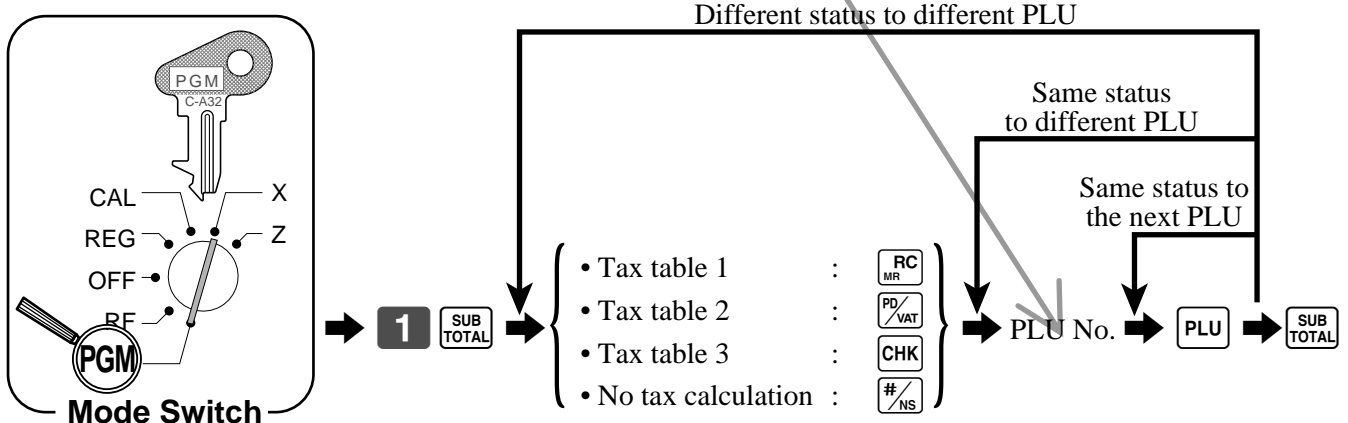 Different status to different PLU
PGM
C-A32
Same status
to different PLU
CAL
X
Same status to
the next PLU
REG
Z
OFF
RF
PGM
Mode Switch
1
SUB
TOTAL
• Tax table 1 : RC
MR
• Tax table 2 : PD/VAT
• Tax table 3 : CHK
• No tax calculation : #/NS
PLU No.
PLU
SUB
TOTAL